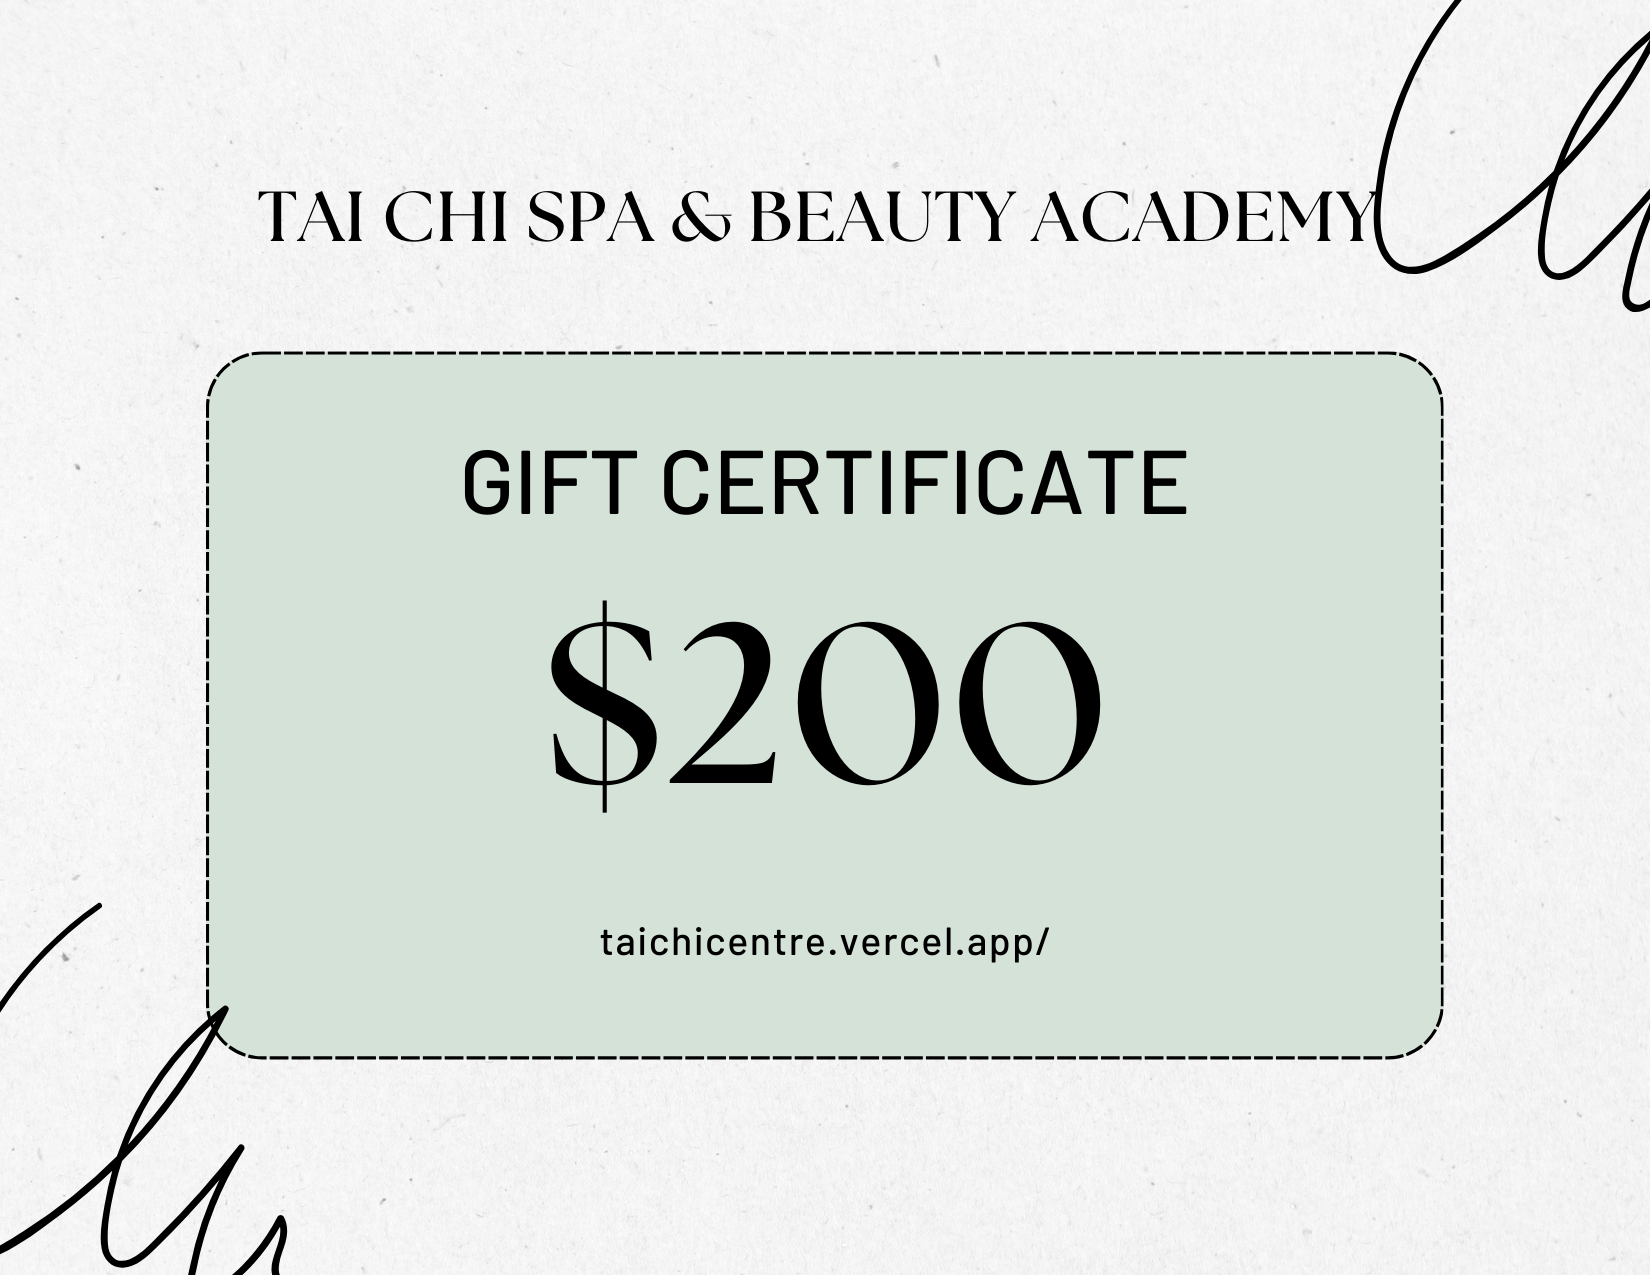 TAI CHI SPA & BEAUTY ACADEMY
GIFT CERTIFICATE
$200
taichicentre.vercel.app/